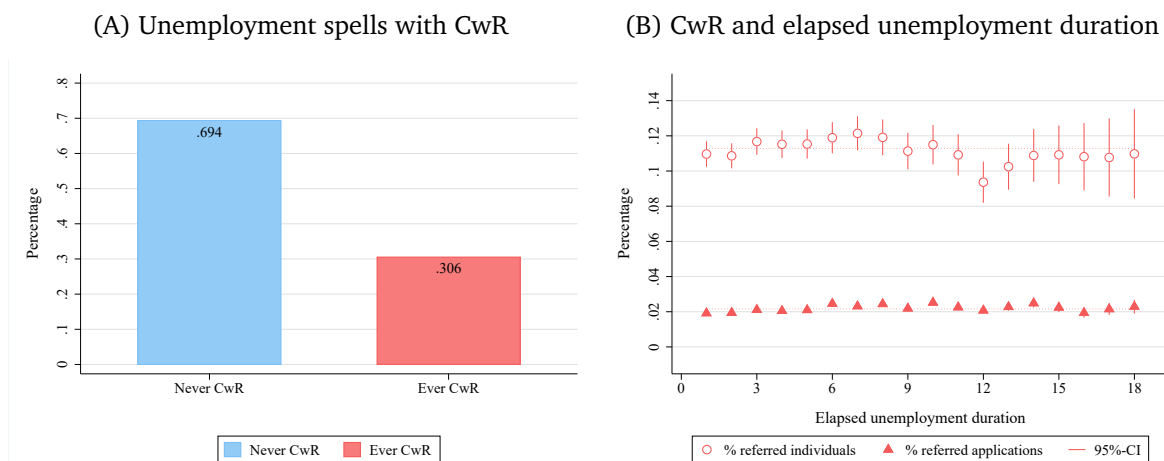 (A) Unemployment spells with CwR
Percentage
.8
.7
.6
.5
.4
.3
.2
.1
0
.694
.306
Never CwR
Ever CwR
Never CwR
Ever CwR
(B) CwR and elapsed unemployment duration
Percentage
.14
.12
.1
.08
.06
.04
.02
0
0
3
6
9
12
15
18
Elapsed unemployment duration
% referred individuals
% referred applications
95%-CI